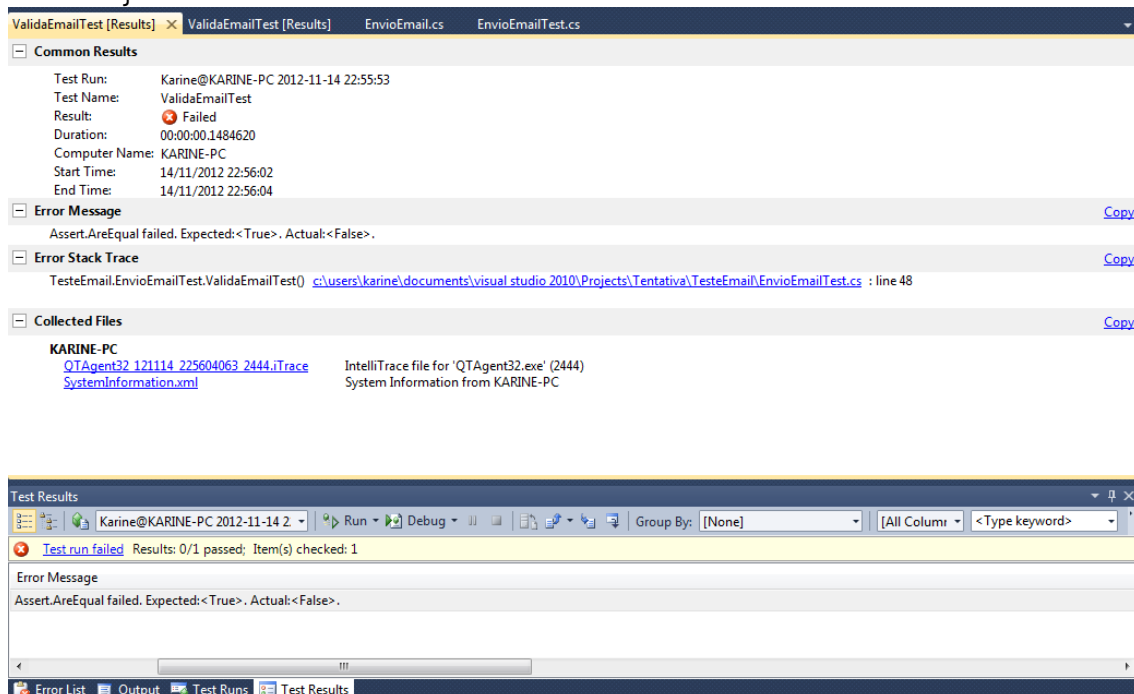 ValidaEmailTest [Results] ValidaEmailTest [Results] EnvioEmail.cs EnvioEmailTest.cs
Common Results
Test Run: Karine@KARINE-PC 2012-11-14 22:55:53
Test Name: ValidaEmailTest
Result: Failed
Duration: 00:00:00.1484620
Computer Name: KARINE-PC
Start Time: 14/11/2012 22:56:02
End Time: 14/11/2012 22:56:04
Error Message Copy
Assert.AreEqual failed. Expected:<True>. Actual:<False>.
Error Stack Trace Copy
TesteEmail.EnvioEmailTest.ValidaEmailTest() c:\users\karine\documents\visual studio 2010\Projects\Tentativa\TesteEmail\EnvioEmailTest.cs : line 48
Collected Files Copy
KARINE-PC
QTAgent32_121114_225604063_2444.iTrace IntelliTrace file for 'QTAgent32.exe' (2444)
SystemInformation.xml System Information from KARINE-PC
Test Results
Karine@KARINE-PC 2012-11-14 2 Run Debug Group By: [None] [All Colum <Type keyword>
Test run failed Results: 0/1 passed; Item(s) checked: 1
Error Message
Assert.AreEqual failed. Expected:<True>. Actual:<False>.
Error List Output Test Runs Test Results